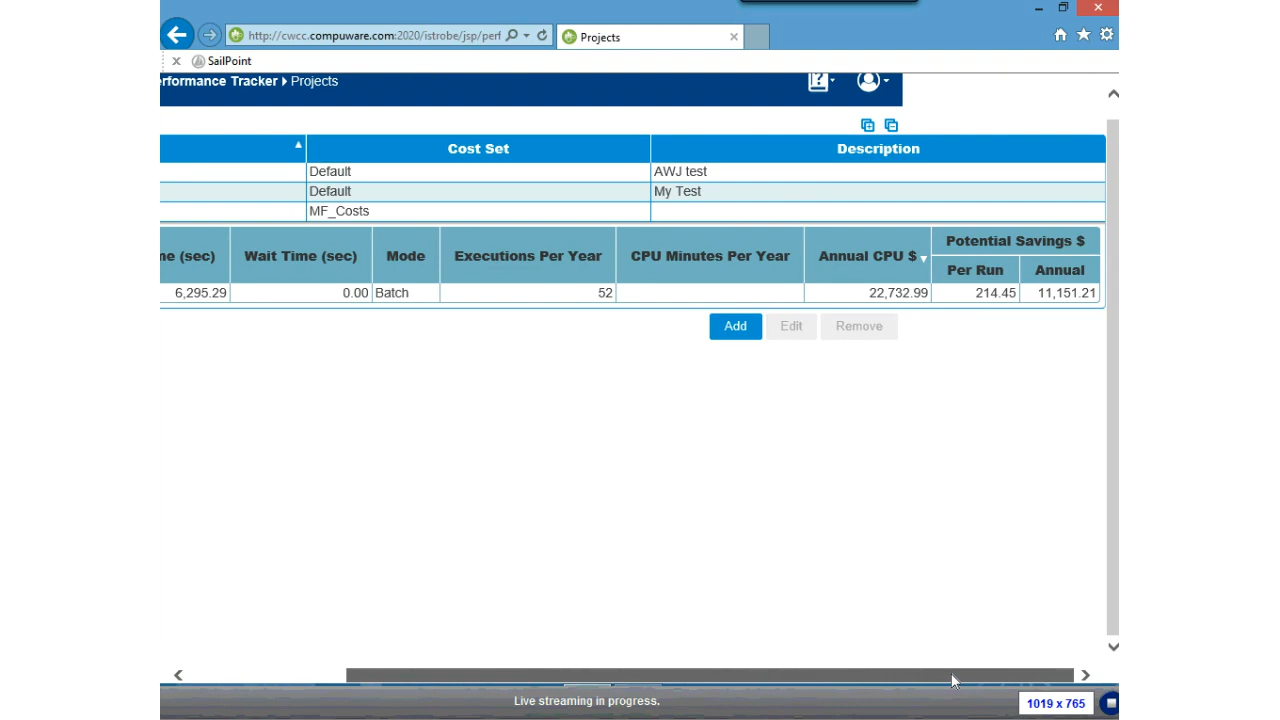 http://cwcc.compuware.com:2020/istrobe/jsp/perf
Projects
SailPoint
rformance Tracker Projects
Cost Set Description
Default AWJ test
Default My Test
MF_Costs
ne (sec) Wait Time (sec) Mode Executions Per Year CPU Minutes Per Year Annual CPU $ Potential Savings $
Per Run Annual
6,295.29 0.00 Batch 52 22,732.99 214.45 11,151.21
Add Edit Remove
Live streaming in progress.
1019 x 765